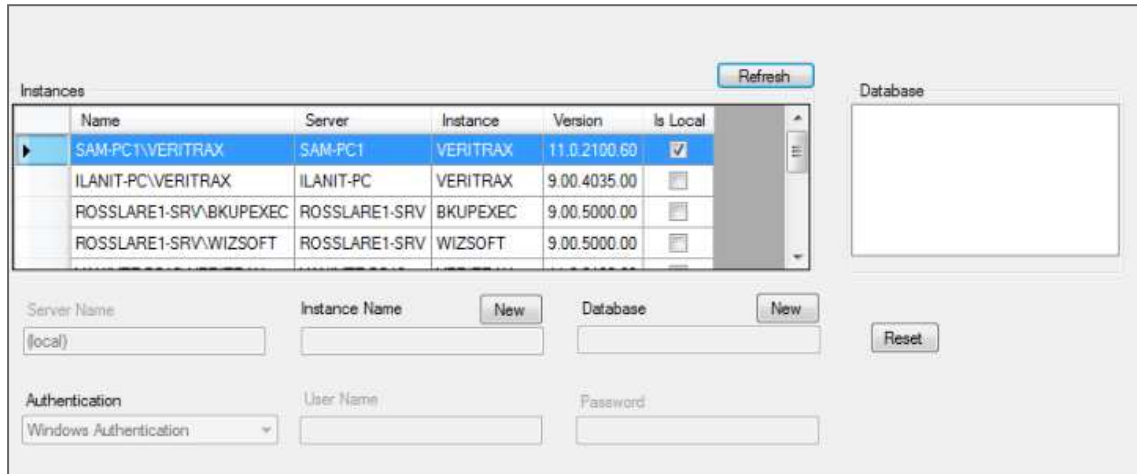 Refresh
Instances
Database
Name Server Instance Version Is Local
SAM-PC1\VERITRAX SAM-PC1 VERITRAX 11.0.2100.60
ILANIT-PC\VERITRAX ILANIT-PC VERITRAX 9.00.4035.00
ROSSLARE1-SRV\BKUPEXEC ROSSLARE1-SRV BKUPEXEC 9.00.5000.00
ROSSLARE1-SRV\WIZSOFT ROSSLARE1-SRV WIZSOFT 9.00.5000.00
Server Name Instance Name New Database New
(local) Reset
Authentication User Name Password
Windows Authentication